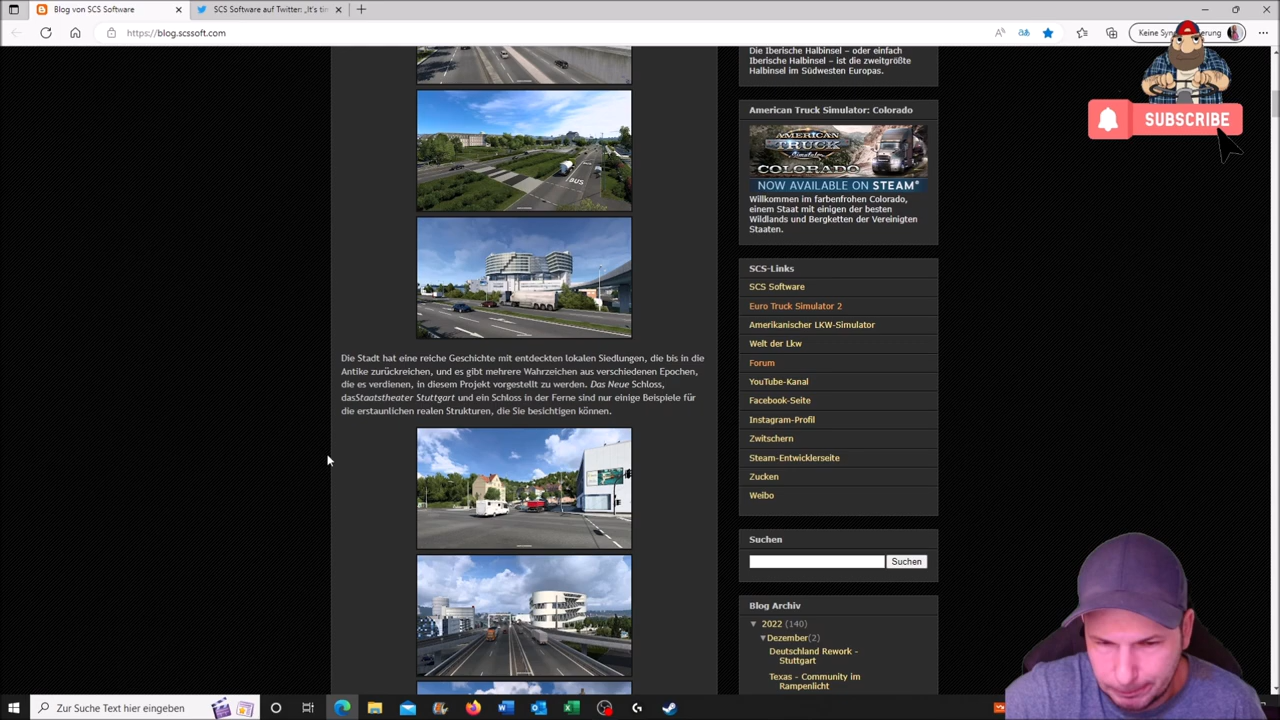 Blog von SCS Software
SCS Software auf Twitter: „It's tim
https://blog.scssoft.com
Keine Syn
erung
Die Iberische Halbinsel – oder einfach
Iberische Halbinsel – ist die zweitgrößte
Halbinsel im Südwesten Europas.
SUBSCRIBE
American Truck Simulator: Colorado
AMERICAN
TRUCK
Simulator
COLORADO
NOW AVAILABLE ON STEAM®
Willkommen im farbenfrohen Colorado,
einem Staat mit einigen der besten
Wildlands und Bergketten der Vereinigten
Staaten.
BUS
SCS-Links
SCS Software
Euro Truck Simulator 2
Amerikanischer LKW-Simulator
Welt der Lkw
Forum
YouTube-Kanal
Facebook-Seite
Instagram-Profil
Zwitschern
Steam-Entwicklerseite
Zucken
Weibo
Die Stadt hat eine reiche Geschichte mit entdeckten lokalen Siedlungen, die bis in die
Antike zurückreichen, und es gibt mehrere Wahrzeichen aus verschiedenen Epochen,
die es verdienen, in diesem Projekt vorgestellt zu werden. Das Neue Schloss,
dasStaatstheater Stuttgart und ein Schloss in der Ferne sind nur einige Beispiele für
die erstaunlichen realen Strukturen, die Sie besichtigen können.
Suchen
Suchen
Blog Archiv
▼ 2022 (140)
▼Dezember(2)
Deutschland Rework -
Stuttgart
Texas - Community im
Rampenlicht
Zur Suche Text hier eingeben